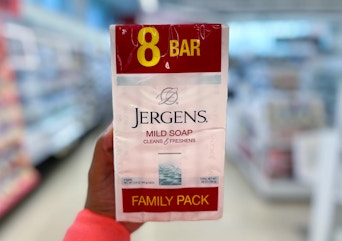 8 BAR
JERGENS
MILD SOAP
CLEANS & FRESHENS
FAMILY PACK